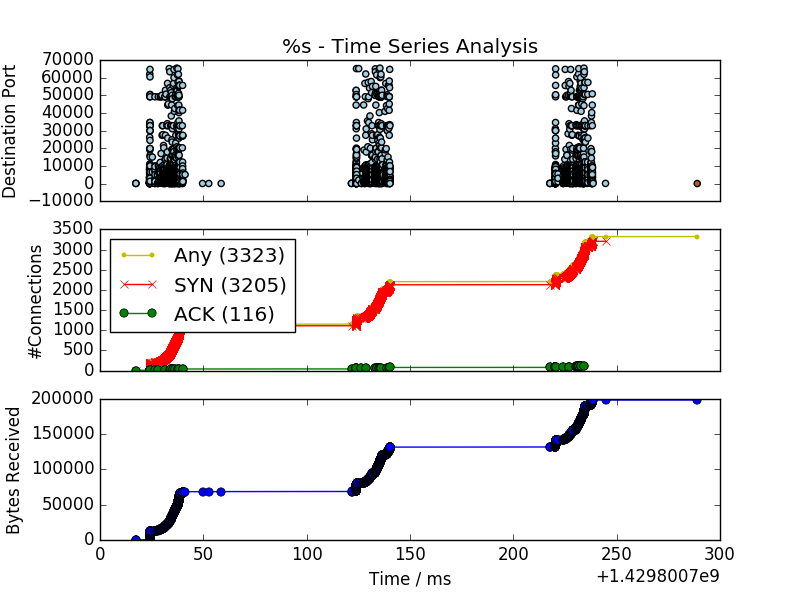 %s - Time Series Analysis
70000
60000
50000
40000
30000
20000
10000
0
−10000
Destination Port
3500
3000
2500
2000
1500
1000
500
0
#Connections
Any (3323)
SYN (3205)
ACK (116)
200000
150000
100000
50000
0
Bytes Received
0 50 100 150 200 250 300
Time / ms
+1.4298007e9